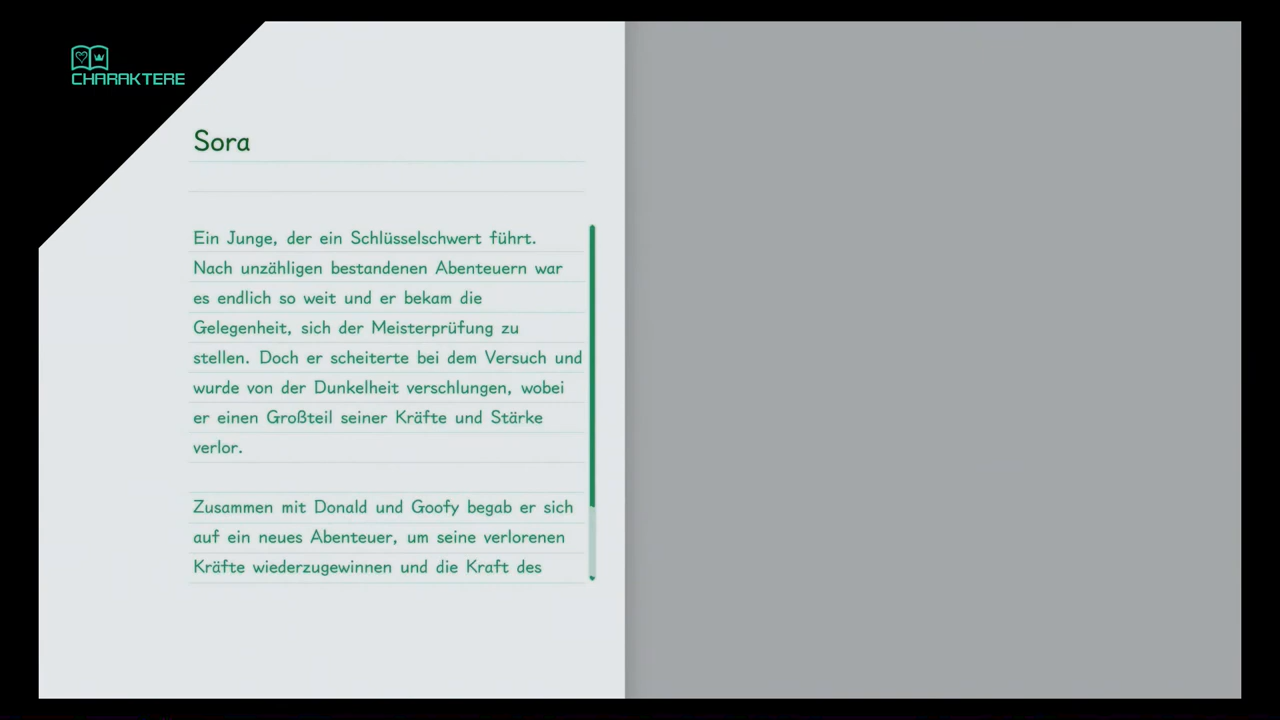 CHARAKTERE
Sora
Ein Junge, der ein Schlüsselschwert führt.
Nach unzähligen bestandenen Abenteuern war
es endlich so weit und er bekam die
Gelegenheit, sich der Meisterprüfung zu
stellen. Doch er scheiterte bei dem Versuch und
wurde von der Dunkelheit verschlungen, wobei
er einen Großteil seiner Kräfte und Stärke
verlor.
Zusammen mit Donald und Goofy begab er sich
auf ein neues Abenteuer, um seine verlorenen
Kräfte wiederzugewinnen und die Kraft des